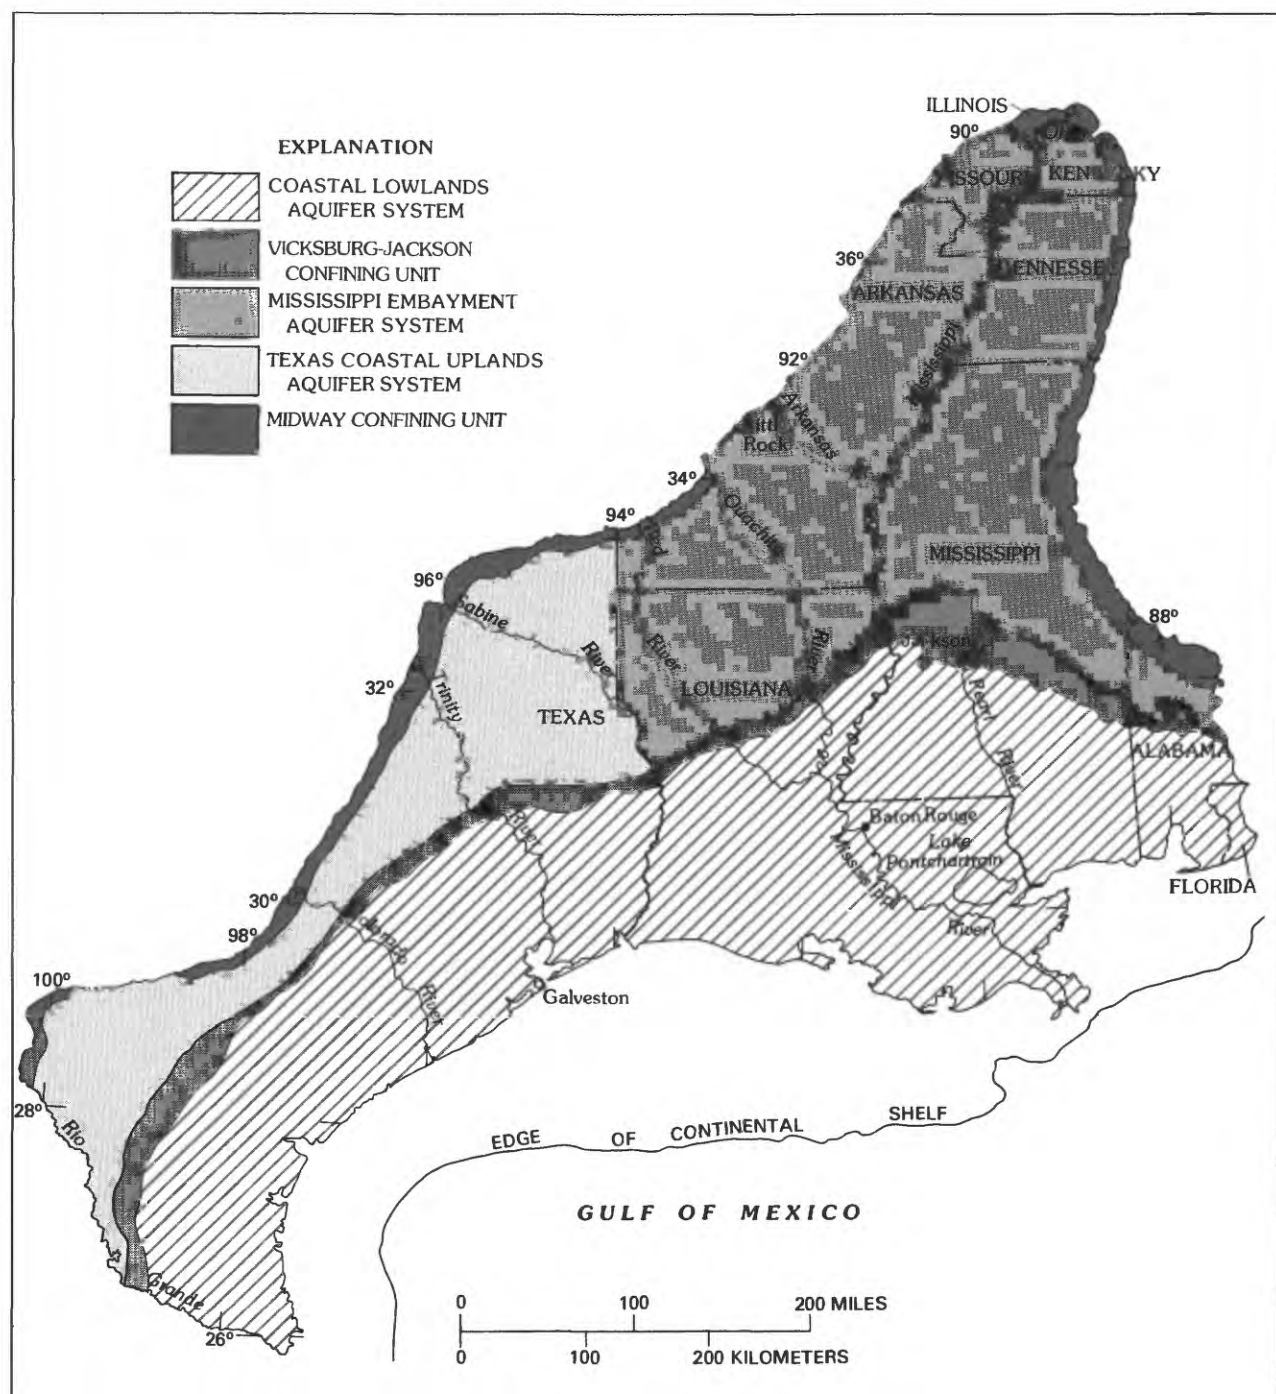 ILLINOIS
90°
EXPLANATION
COASTAL LOWLANDS
AQUIFER SYSTEM
VICKSBURG-JACKSON
CONFINING UNIT
MISSISSIPPI EMBAYMENT
AQUIFER SYSTEM
TEXAS COASTAL UPLANDS
AQUIFER SYSTEM
MIDWAY CONFINING UNIT
KENTUCKY
36°
TENNESSEE
ARKANSAS
Mississippi
92°
Arkansas
Rock
34°
94°
Ouachita
MISSISSIPPI
96°
Sabine
River
88°
Jackson
River
River
32°
Trinity
LOUISIANA
TEXAS
Pearl
River
ALABAMA
River
Baton Rouge
Lake
Pontchartrain
Mississippi
River
FLORIDA
30°
98°
Colorado
River
100°
Galveston
28°
Rio
Grande
EDGE OF CONTINENTAL SHELF
GULF OF MEXICO
26°
0 100 200 MILES
0 100 200 KILOMETERS